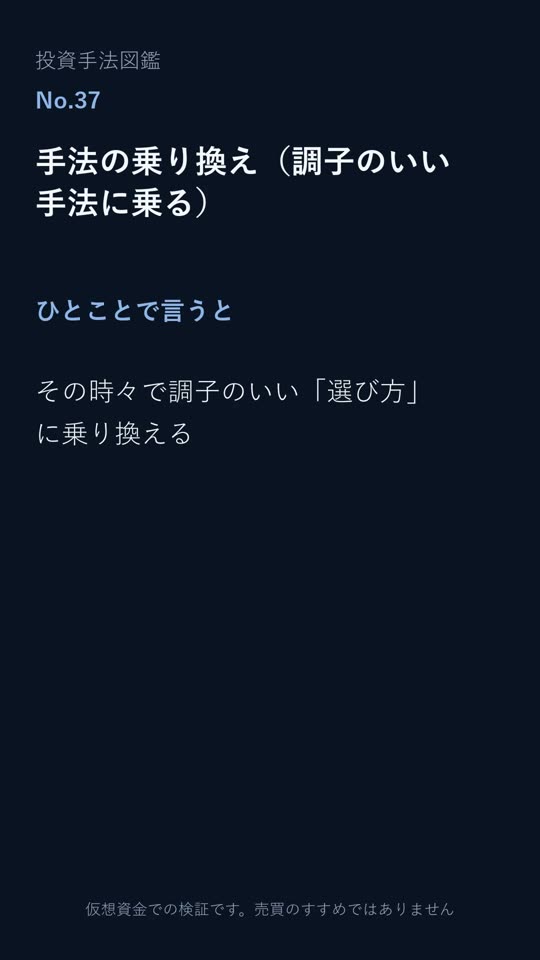 投資手法図鑑
No.37
手法の乗り換え（調子のいい
手法に乗る）
ひとことで言うと
その時々で調子のいい「選び方」
に乗り換える
仮想資金での検証です。売買のすすめではありません